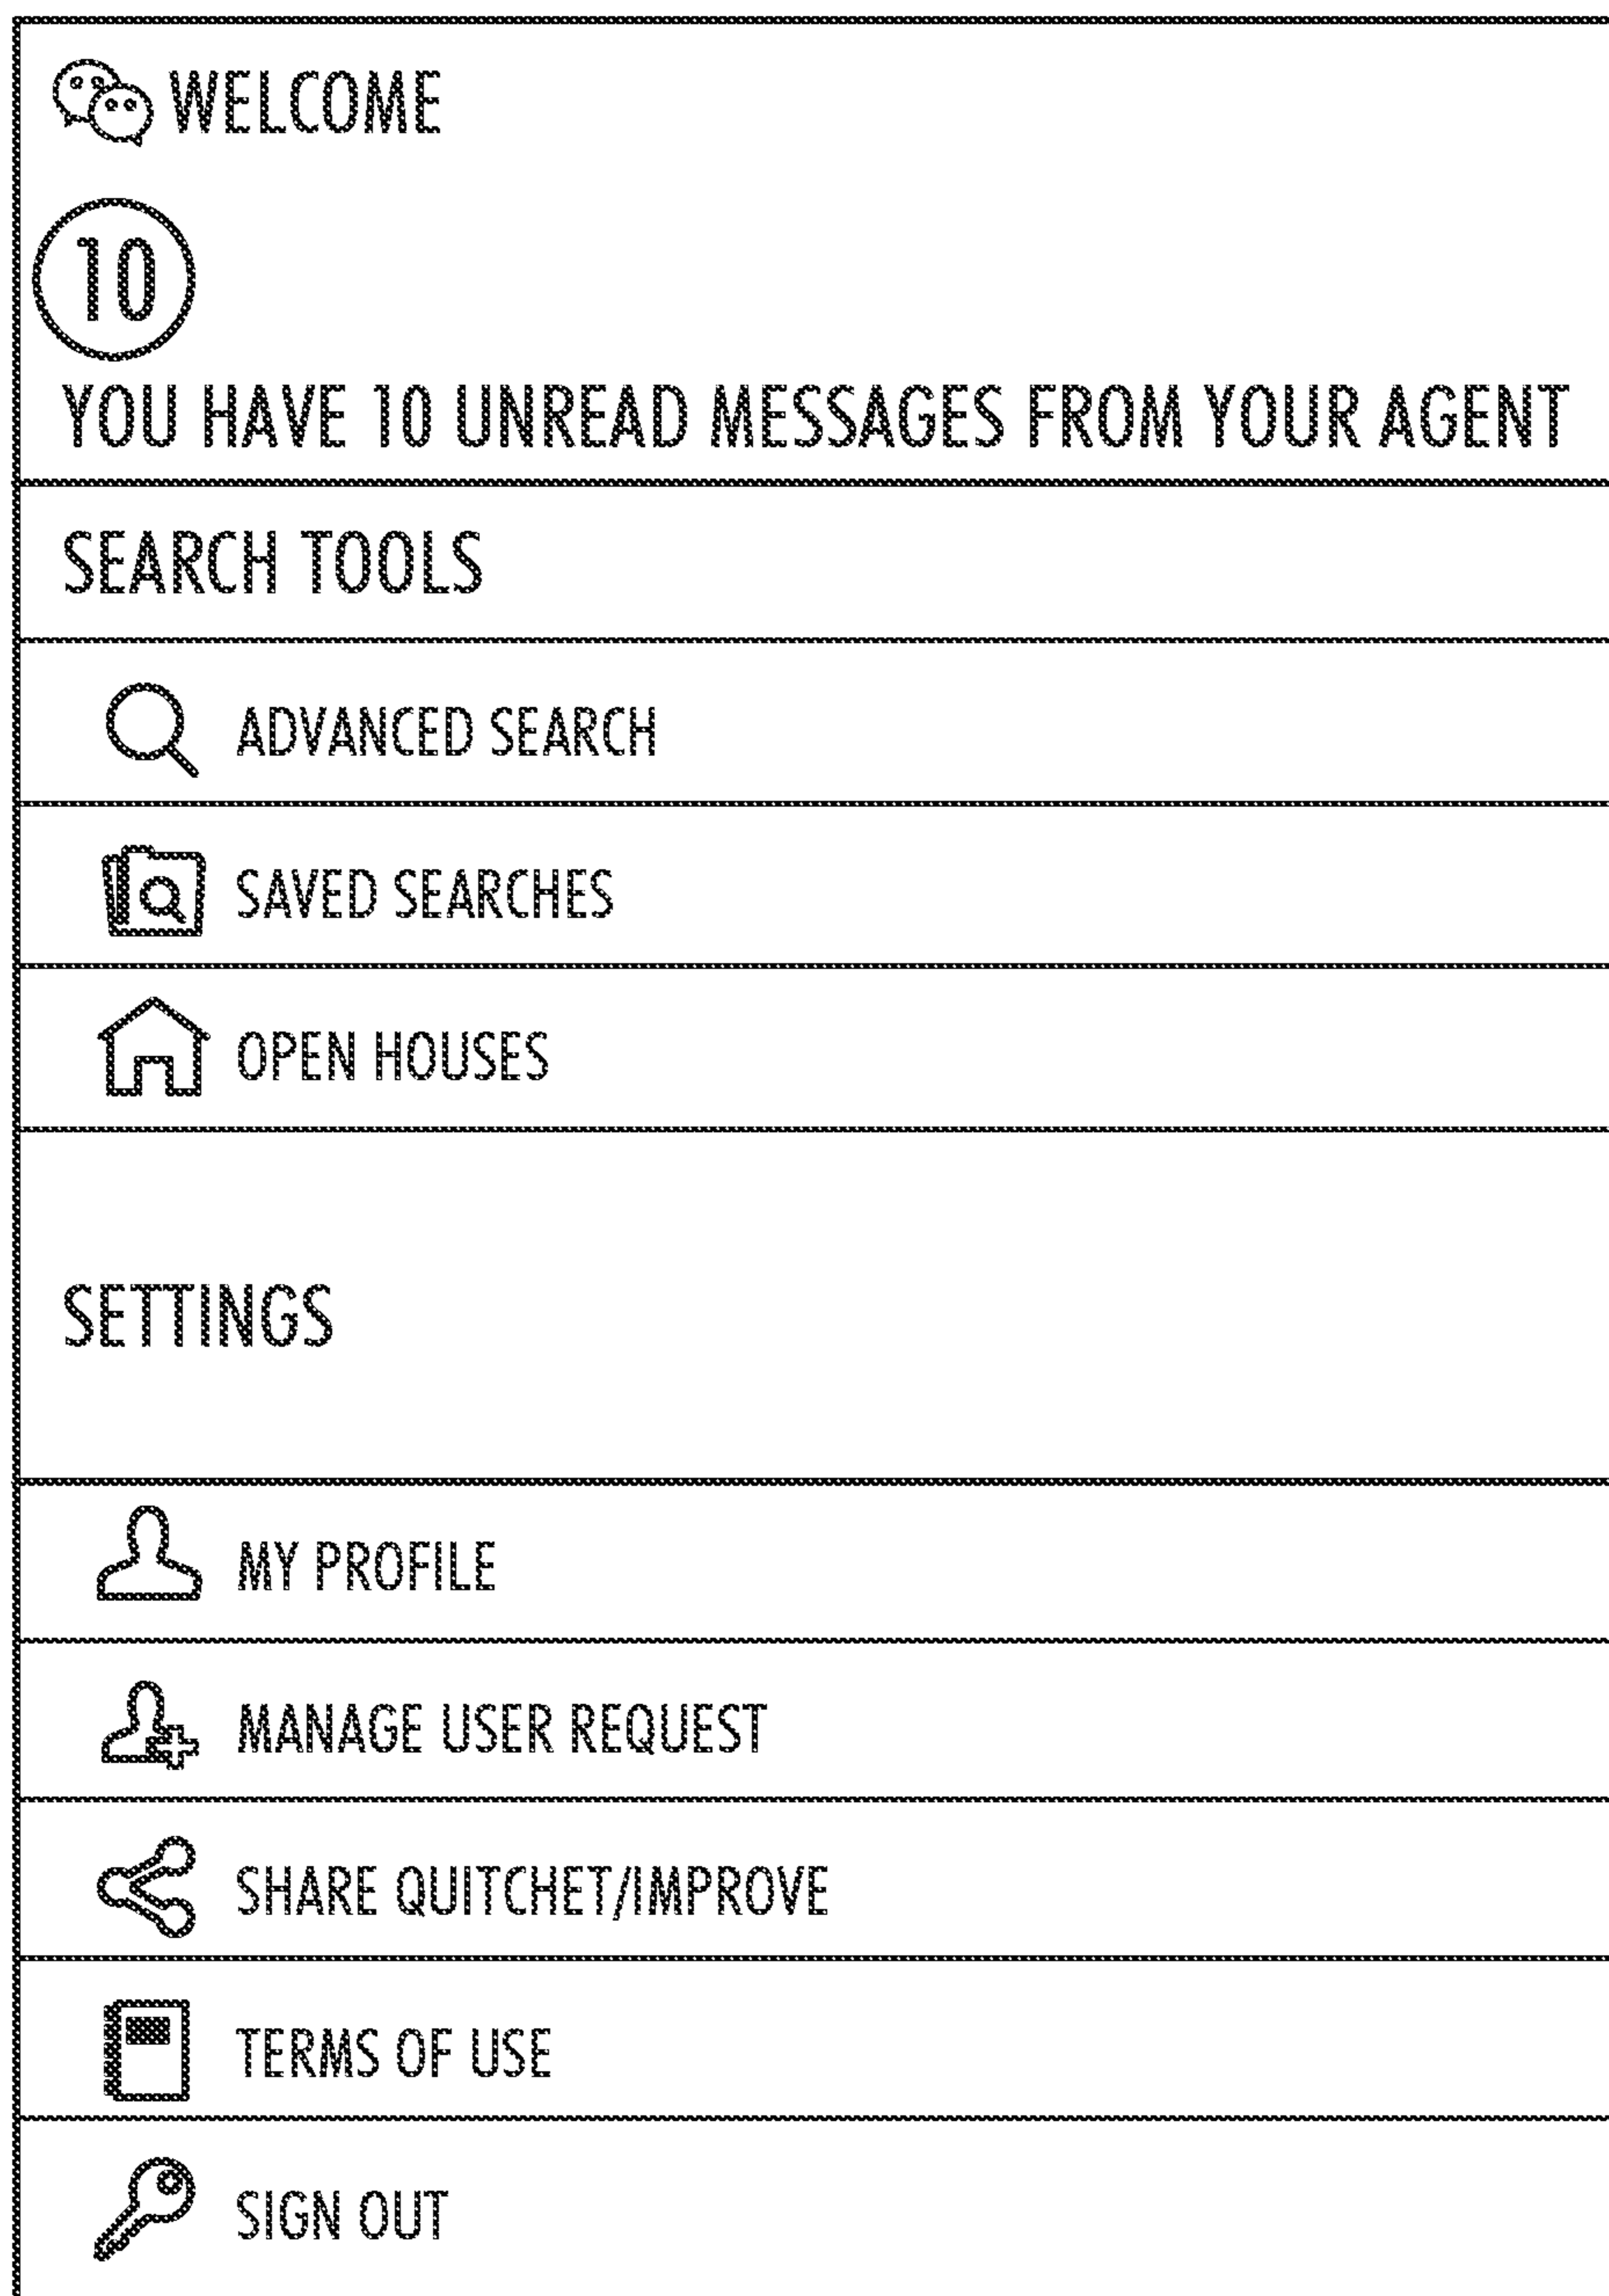 WELCOME
10
YOU HAVE 10 UNREAD MESSAGES FROM YOUR AGENT
SEARCH TOOLS
ADVANCED SEARCH
SAVED SEARCHES
OPEN HOUSES
SETTINGS
MY PROFILE
MANAGE USER REQUEST
SHARE QUITCHET/IMPROVE
TERMS OF USE
SIGN OUT